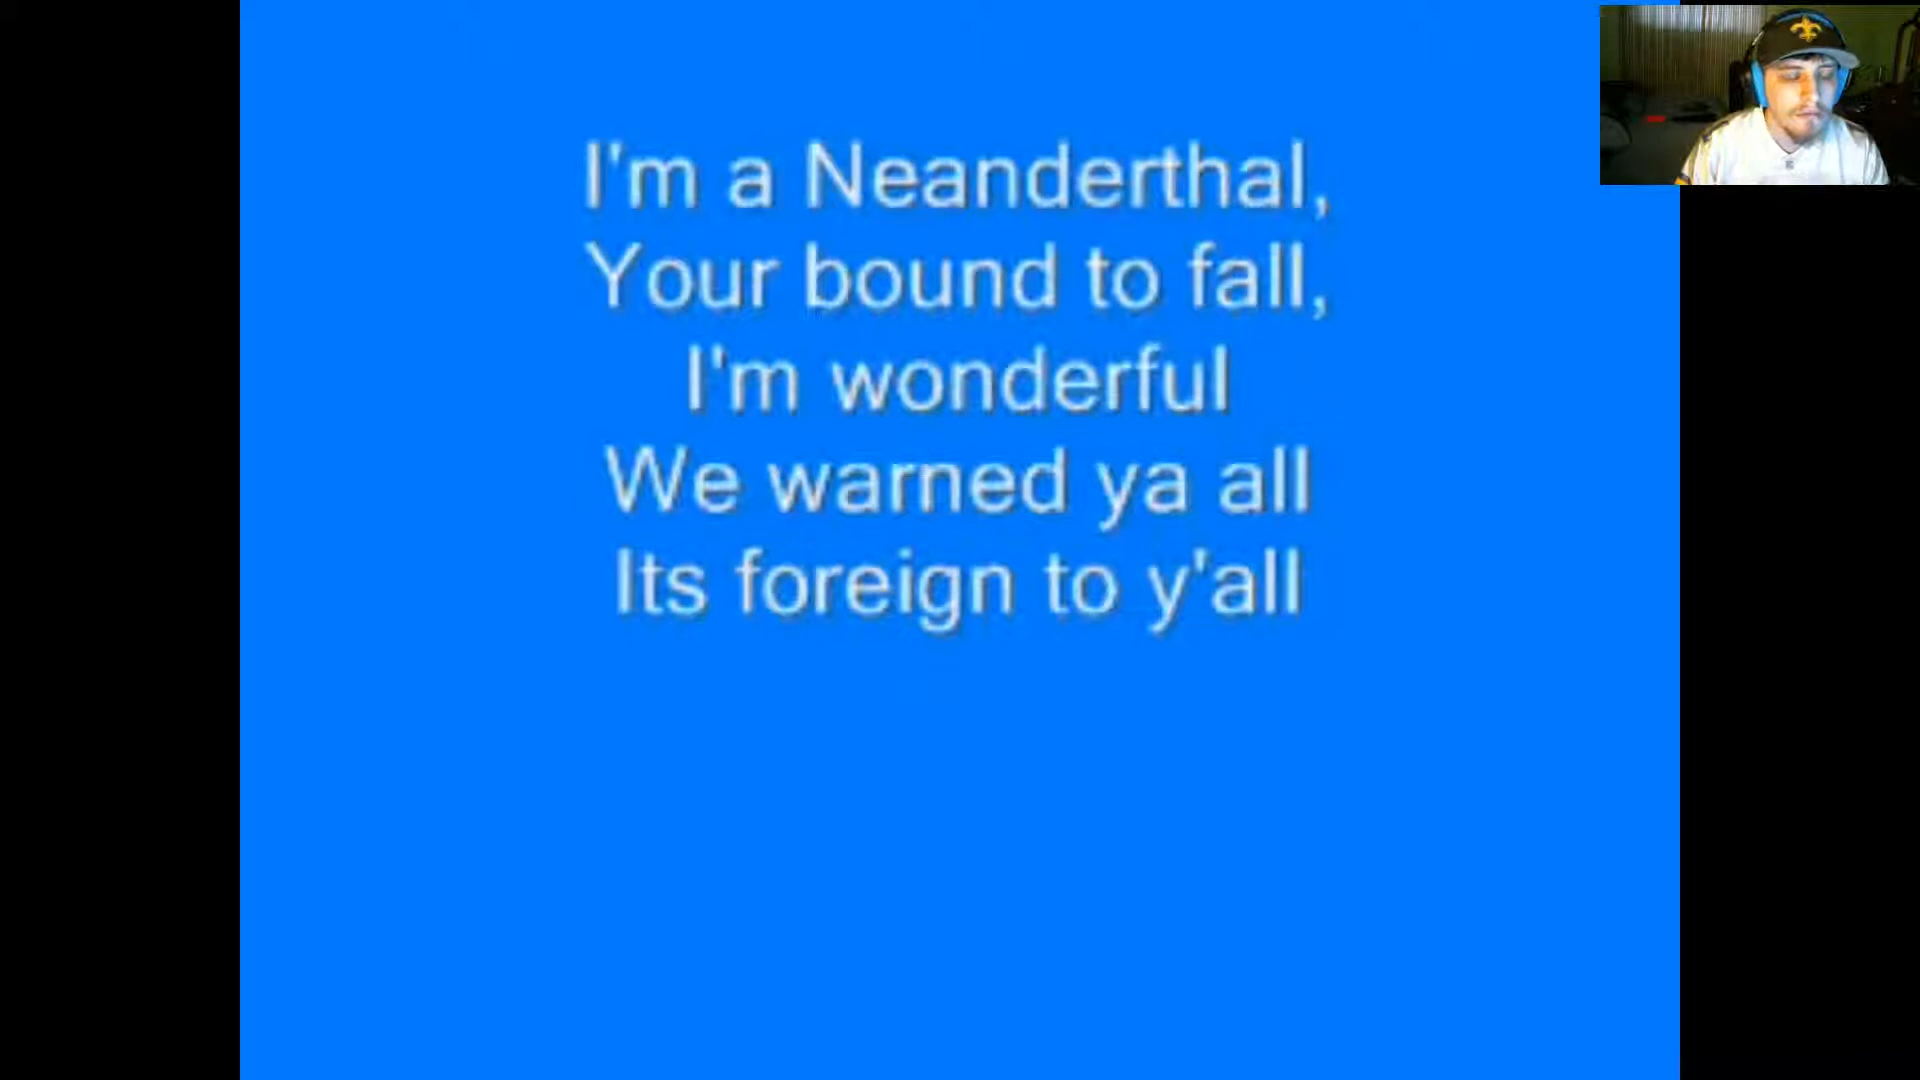 I'm a Neanderthal,
Your bound to fall,
I'm wonderful
We warned ya all
Its foreign to y'all